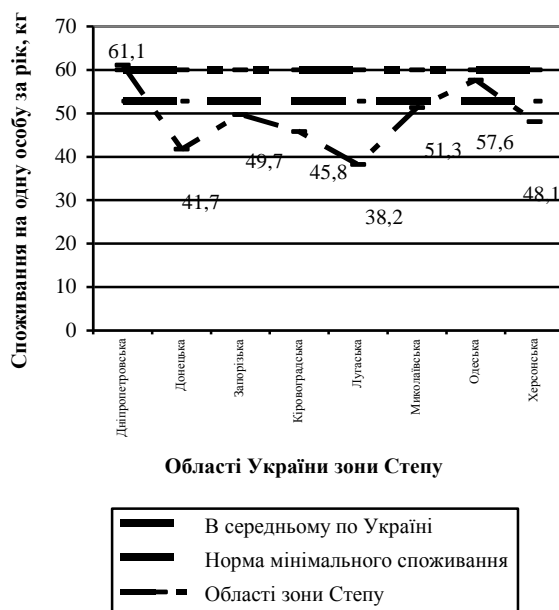 Споживання на одну особу за рік, кг
70
60
50
40
30
20
10
0
61,1
41,7
49,7
45,8
38,2
51,3
57,6
48,1
Дніпропетровська
Донецька
Запорізька
Кіровоградська
Лугаська
Миколаївська
Одеська
Херсонська
Області України зони Степу
В середньому по Україні
Норма мінімального споживання
Області зони Степу